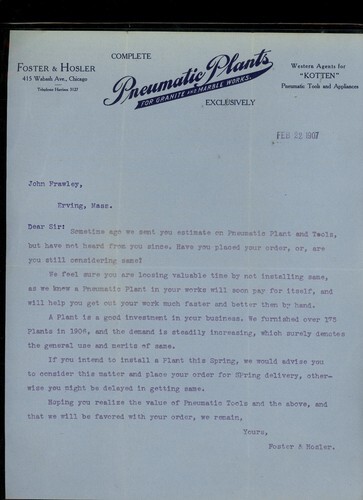 COMPLETE
FOSTER & HOSLER
415 Wabash Ave., Chicago
Telephone Harrison 5127
Pneumatic Plants
FOR GRANITE AND MARBLE WORKS.
EXCLUSIVELY
Western Agents for
"KOTTEN"
Pneumatic Tools and Appliances
FEB 22 1907
John Frawley,
Erving, Mass.
Dear Sir: Sometime ago we sent you estimate on Pneumatic Plant and Tools,
but have not heard from you since. Have you placed your order, or, are
you still considering same?
We feel sure you are loosing valuable time by not installing same,
as we know a Pneumatic Plant in your works will soon pay for itself, and
will help you get out your work much faster and better then by hand.
A Plant is a good investment in your business. We furnished over 175
Plants in 1906, and the demand is steadily increasing, which surely denotes
the general use and merits of same.
If you intend to install a Plant this Spring, we would advise you
to consider this matter and place your order for SPring delivery, other-
wise you might be delayed in getting same.
Hoping you realize the value of Pneumatic Tools and the above, and
that we will be favored with your order, we remain,
Yours,
Foster & Hosler.